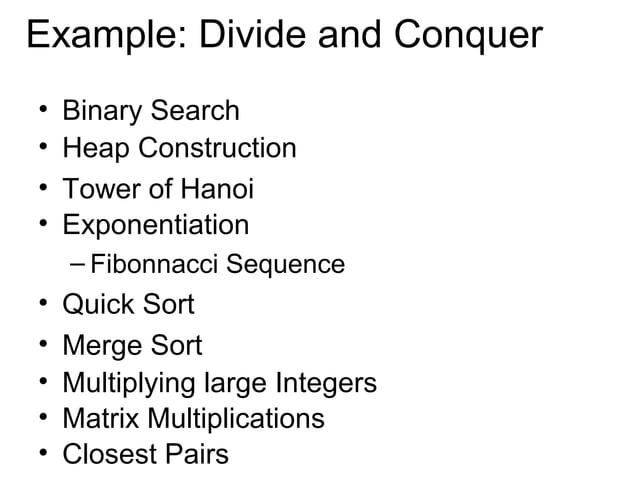 Example: Divide and Conquer
• Binary Search
• Heap Construction
• Tower of Hanoi
• Exponentiation
– Fibonnacci Sequence
• Quick Sort
• Merge Sort
• Multiplying large Integers
• Matrix Multiplications
• Closest Pairs